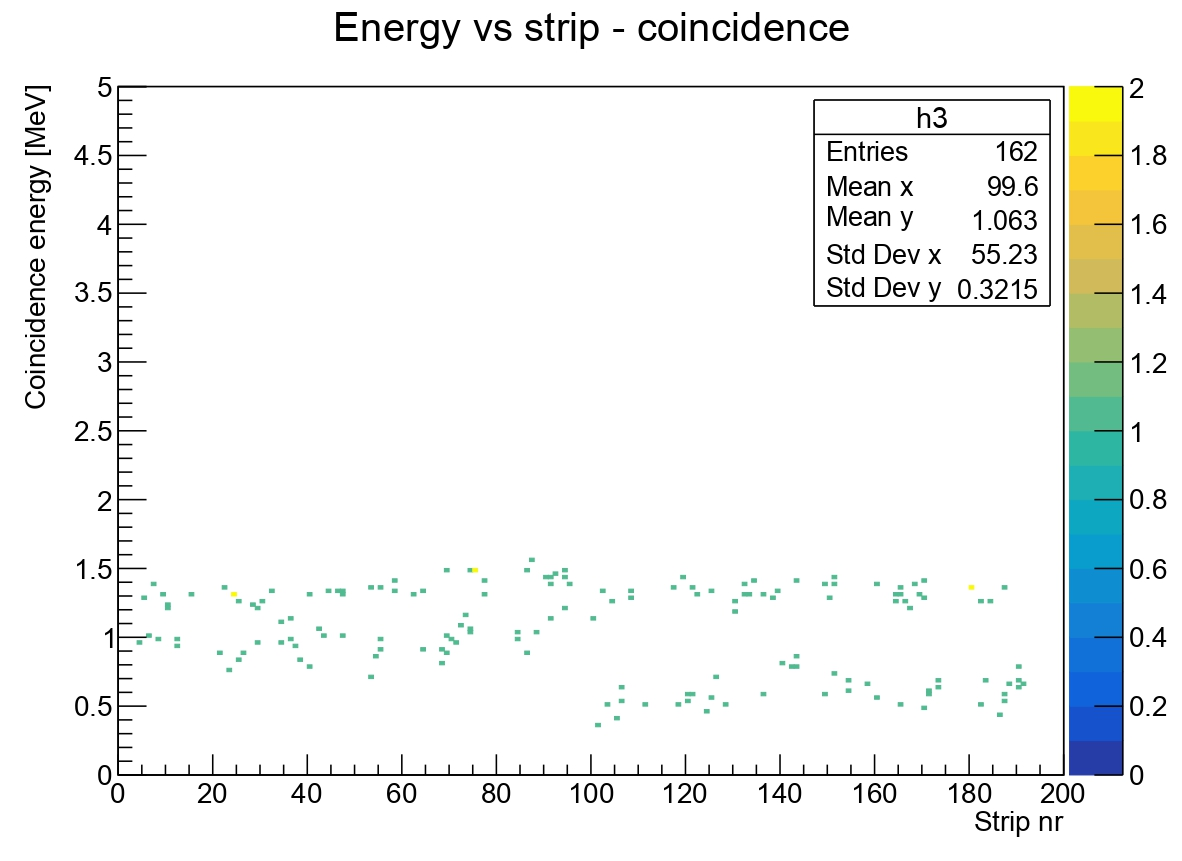 Energy vs strip - coincidence
Coincidence energy [MeV]
5
4.5
4
3.5
3
2.5
2
1.5
1
0.5
0
h3
Entries 162
Mean x 99.6
Mean y 1.063
Std Dev x 55.23
Std Dev y 0.3215
2
1.8
1.6
1.4
1.2
1
0.8
0.6
0.4
0.2
0
0 20 40 60 80 100 120 140 160 180 200
Strip nr